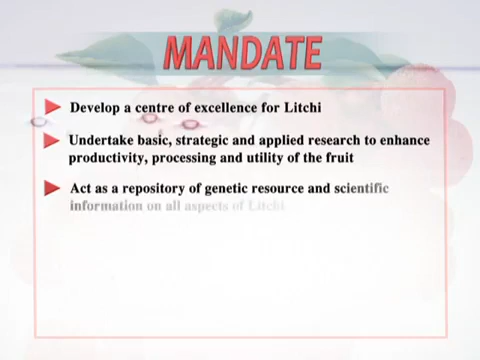 MANDATE
Develop a centre of excellence for Litchi
Undertake basic, strategic and applied research to enhance
productivity, processing and utility of the fruit
Act as a repository of genetic resource and scientific
information on all aspects of Litchi